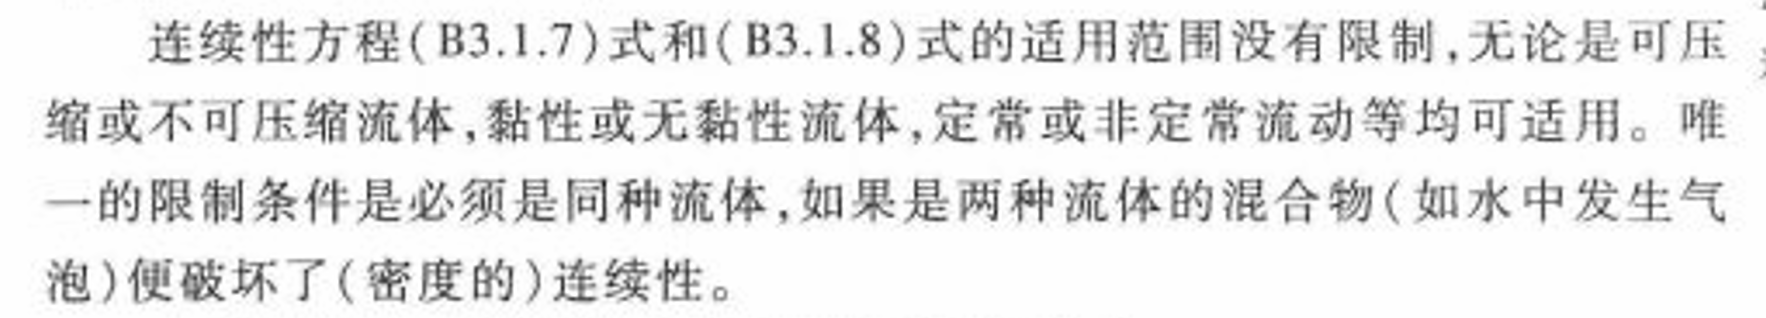 连续性方程(B3.1.7)式和(B3.1.8)式的适用范围没有限制,无论是可压
缩或不可压缩流体,黏性或无黏性流体,定常或非定常流动等均可适用。唯
一的限制条件是必须是同种流体,如果是两种流体的混合物(如水中发生气
泡)便破坏了(密度的)连续性。